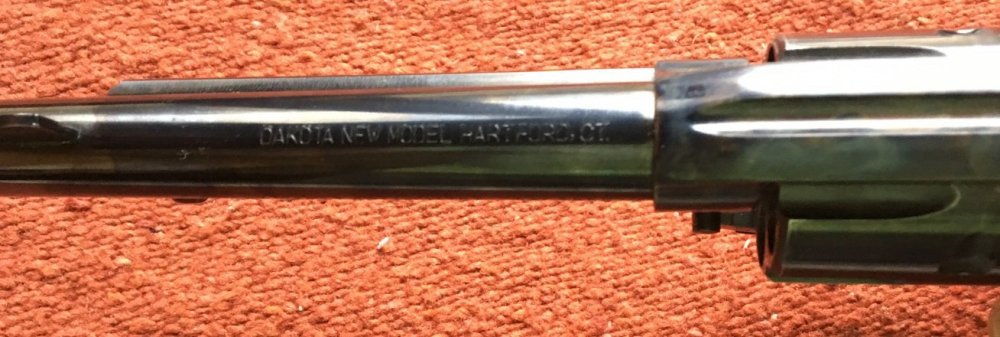 DAKOTA NEW MODEL HARTFORD, CT.